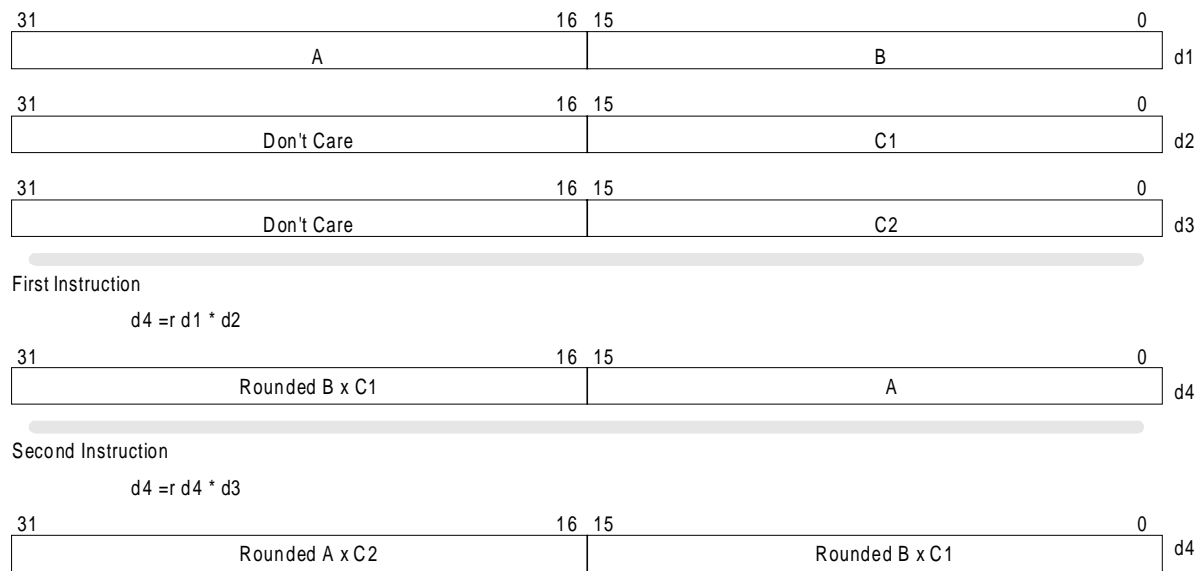 31 16 15 0
A B d1
31 16 15 0
Don't Care C1 d2
31 16 15 0
Don't Care C2 d3
First Instruction
d4 =r d1 * d2
31 16 15 0
Rounded B x C1 A d4
Second Instruction
d4 =r d4 * d3
31 16 15 0
Rounded A x C2 Rounded B x C1 d4